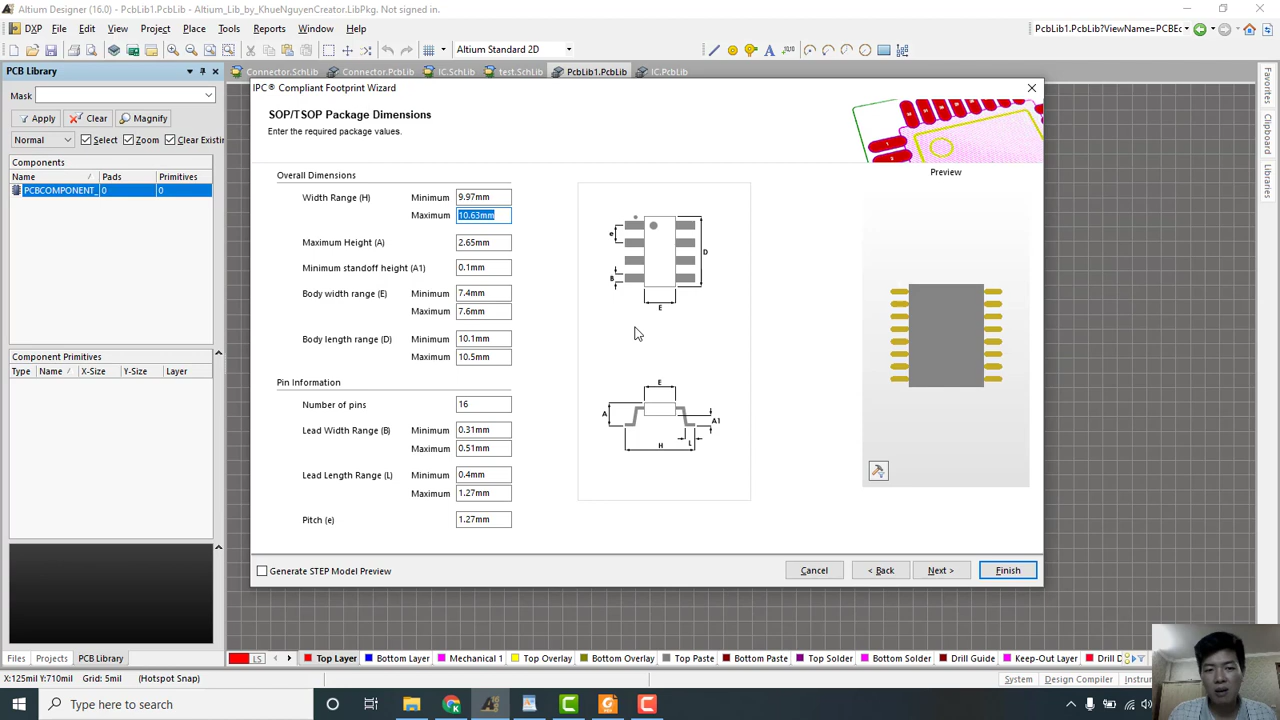 Altium Designer (16.0) - PcbLib1.PcbLib - Altium_Lib_by_KhueNguyenCreator.LibPkg. Not signed in.
DXP File Edit View Project Place Tools Reports Window Help
PcbLib1.PcbLib?ViewName=PCBEc
Altium Standard 2D
PCB Library
Connector.SchLib Connector.PcbLib IC.SchLib test.SchLib PcbLib1.PcbLib IC.PcbLib
Mask
Apply Clear Magnify
Normal Select Zoom Clear Existin
Components
Name Pads Primitives
PCBCOMPONENT_ 0 0
Component Primitives
Type Name X-Size Y-Size Layer
IPC® Compliant Footprint Wizard
SOP/TSOP Package Dimensions
Enter the required package values.
Overall Dimensions
Width Range (H) Minimum 9.97mm
Maximum 10.63mm
Maximum Height (A) 2.65mm
Minimum standoff height (A1) 0.1mm
Body width range (E) Minimum 7.4mm
Maximum 7.6mm
Body length range (D) Minimum 10.1mm
Maximum 10.5mm
Pin Information
Number of pins 16
Lead Width Range (B) Minimum 0.31mm
Maximum 0.51mm
Lead Length Range (L) Minimum 0.4mm
Maximum 1.27mm
Pitch (e) 1.27mm
e
D
B
E
E
A
A1
L
H
Preview
Generate STEP Model Preview
Cancel < Back Next > Finish
Favorites
Clipboard
Libraries
Files Projects PCB Library
LS Top Layer Bottom Layer Mechanical 1 Top Overlay Bottom Overlay Top Paste Bottom Paste Top Solder Bottom Solder Drill Guide Keep-Out Layer Drill D
X:125mil Y:710mil Grid: 5mil (Hotspot Snap)
System Design Compiler Instrum
Type here to search